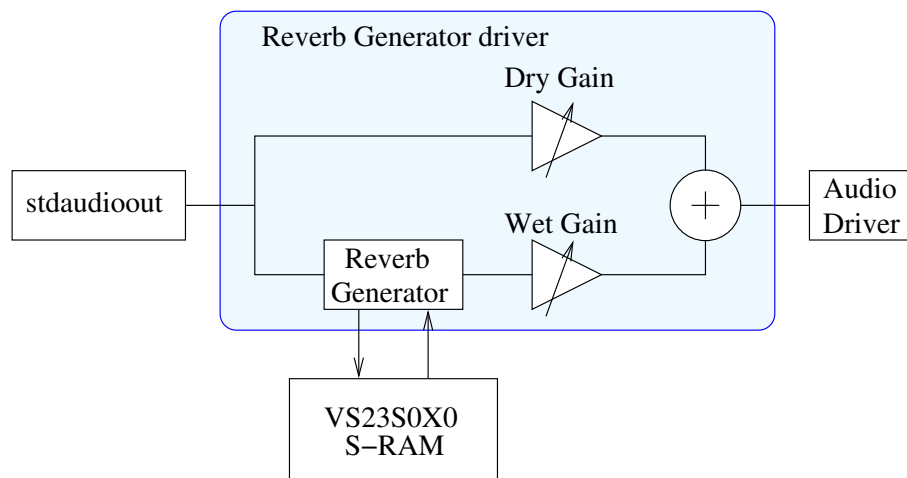 Reverb Generator driver
Dry Gain
stdaudioout
Audio
Driver
Wet Gain
Reverb
Generator
+
VS23S0X0
S-RAM